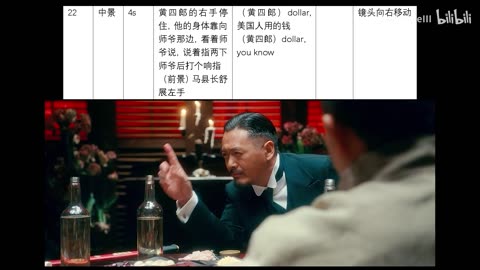 22
中景
4s
黄四郎的右手停
住，他的身体靠向
师爷那边，看着师
爷说，说着指两下
师爷后打个响指
（前景）马县长舒
展左手
（黄四郎）dollar,
美国人用的钱
（黄四郎）dollar,
you know
镜头向右移动
bilibili